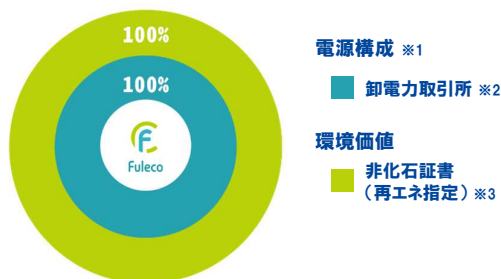 100%
100%
Fuleco
電源構成 ※1
卸電力取引所 ※2
環境価値
非化石証書
(再エネ指定) ※3